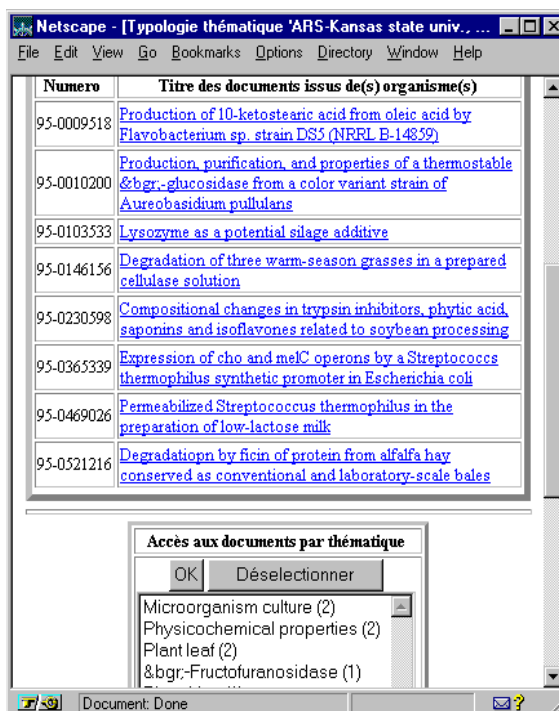 Netscape - [Typologie thématique 'ARS-Kansas state univ., ...
File Edit View Go Bookmarks Options Directory Window Help
Numero Titre des documents issus de(s) organisme(s)
95-0009518 Production of 10-ketostearic acid from oleic acid by
Flavobacterium sp. strain DS5 (NRRL B-14859)
Production, purification, and properties of a thermostable
95-0010200 &bgr;-glucosidase from a color variant strain of
Aureobasidium pullulans
95-0103533 Lysozyme as a potential silage additive
95-0146156 Degradation of three warm-season grasses in a prepared
cellulase solution
95-0230598 Compositional changes in trypsin inhibitors, phytic acid,
saponins and isoflavones related to soybean processing
95-0365339 Expression of cho and melC operons by a Streptococcs
thermophilus synthetic promoter in Escherichia coli
95-0469026 Permeabilized Streptococcus thermophilus in the
preparation of low-lactose milk
95-0521216 Degradatiopn by ficin of protein from alfalfa hay
conserved as conventional and laboratory-scale bales
Accès aux documents par thématique
OK Déselectionner
Microorganism culture (2)
Physicochemical properties (2)
Plant leaf (2)
&bgr;-Fructofuranosidase (1)
Document: Done